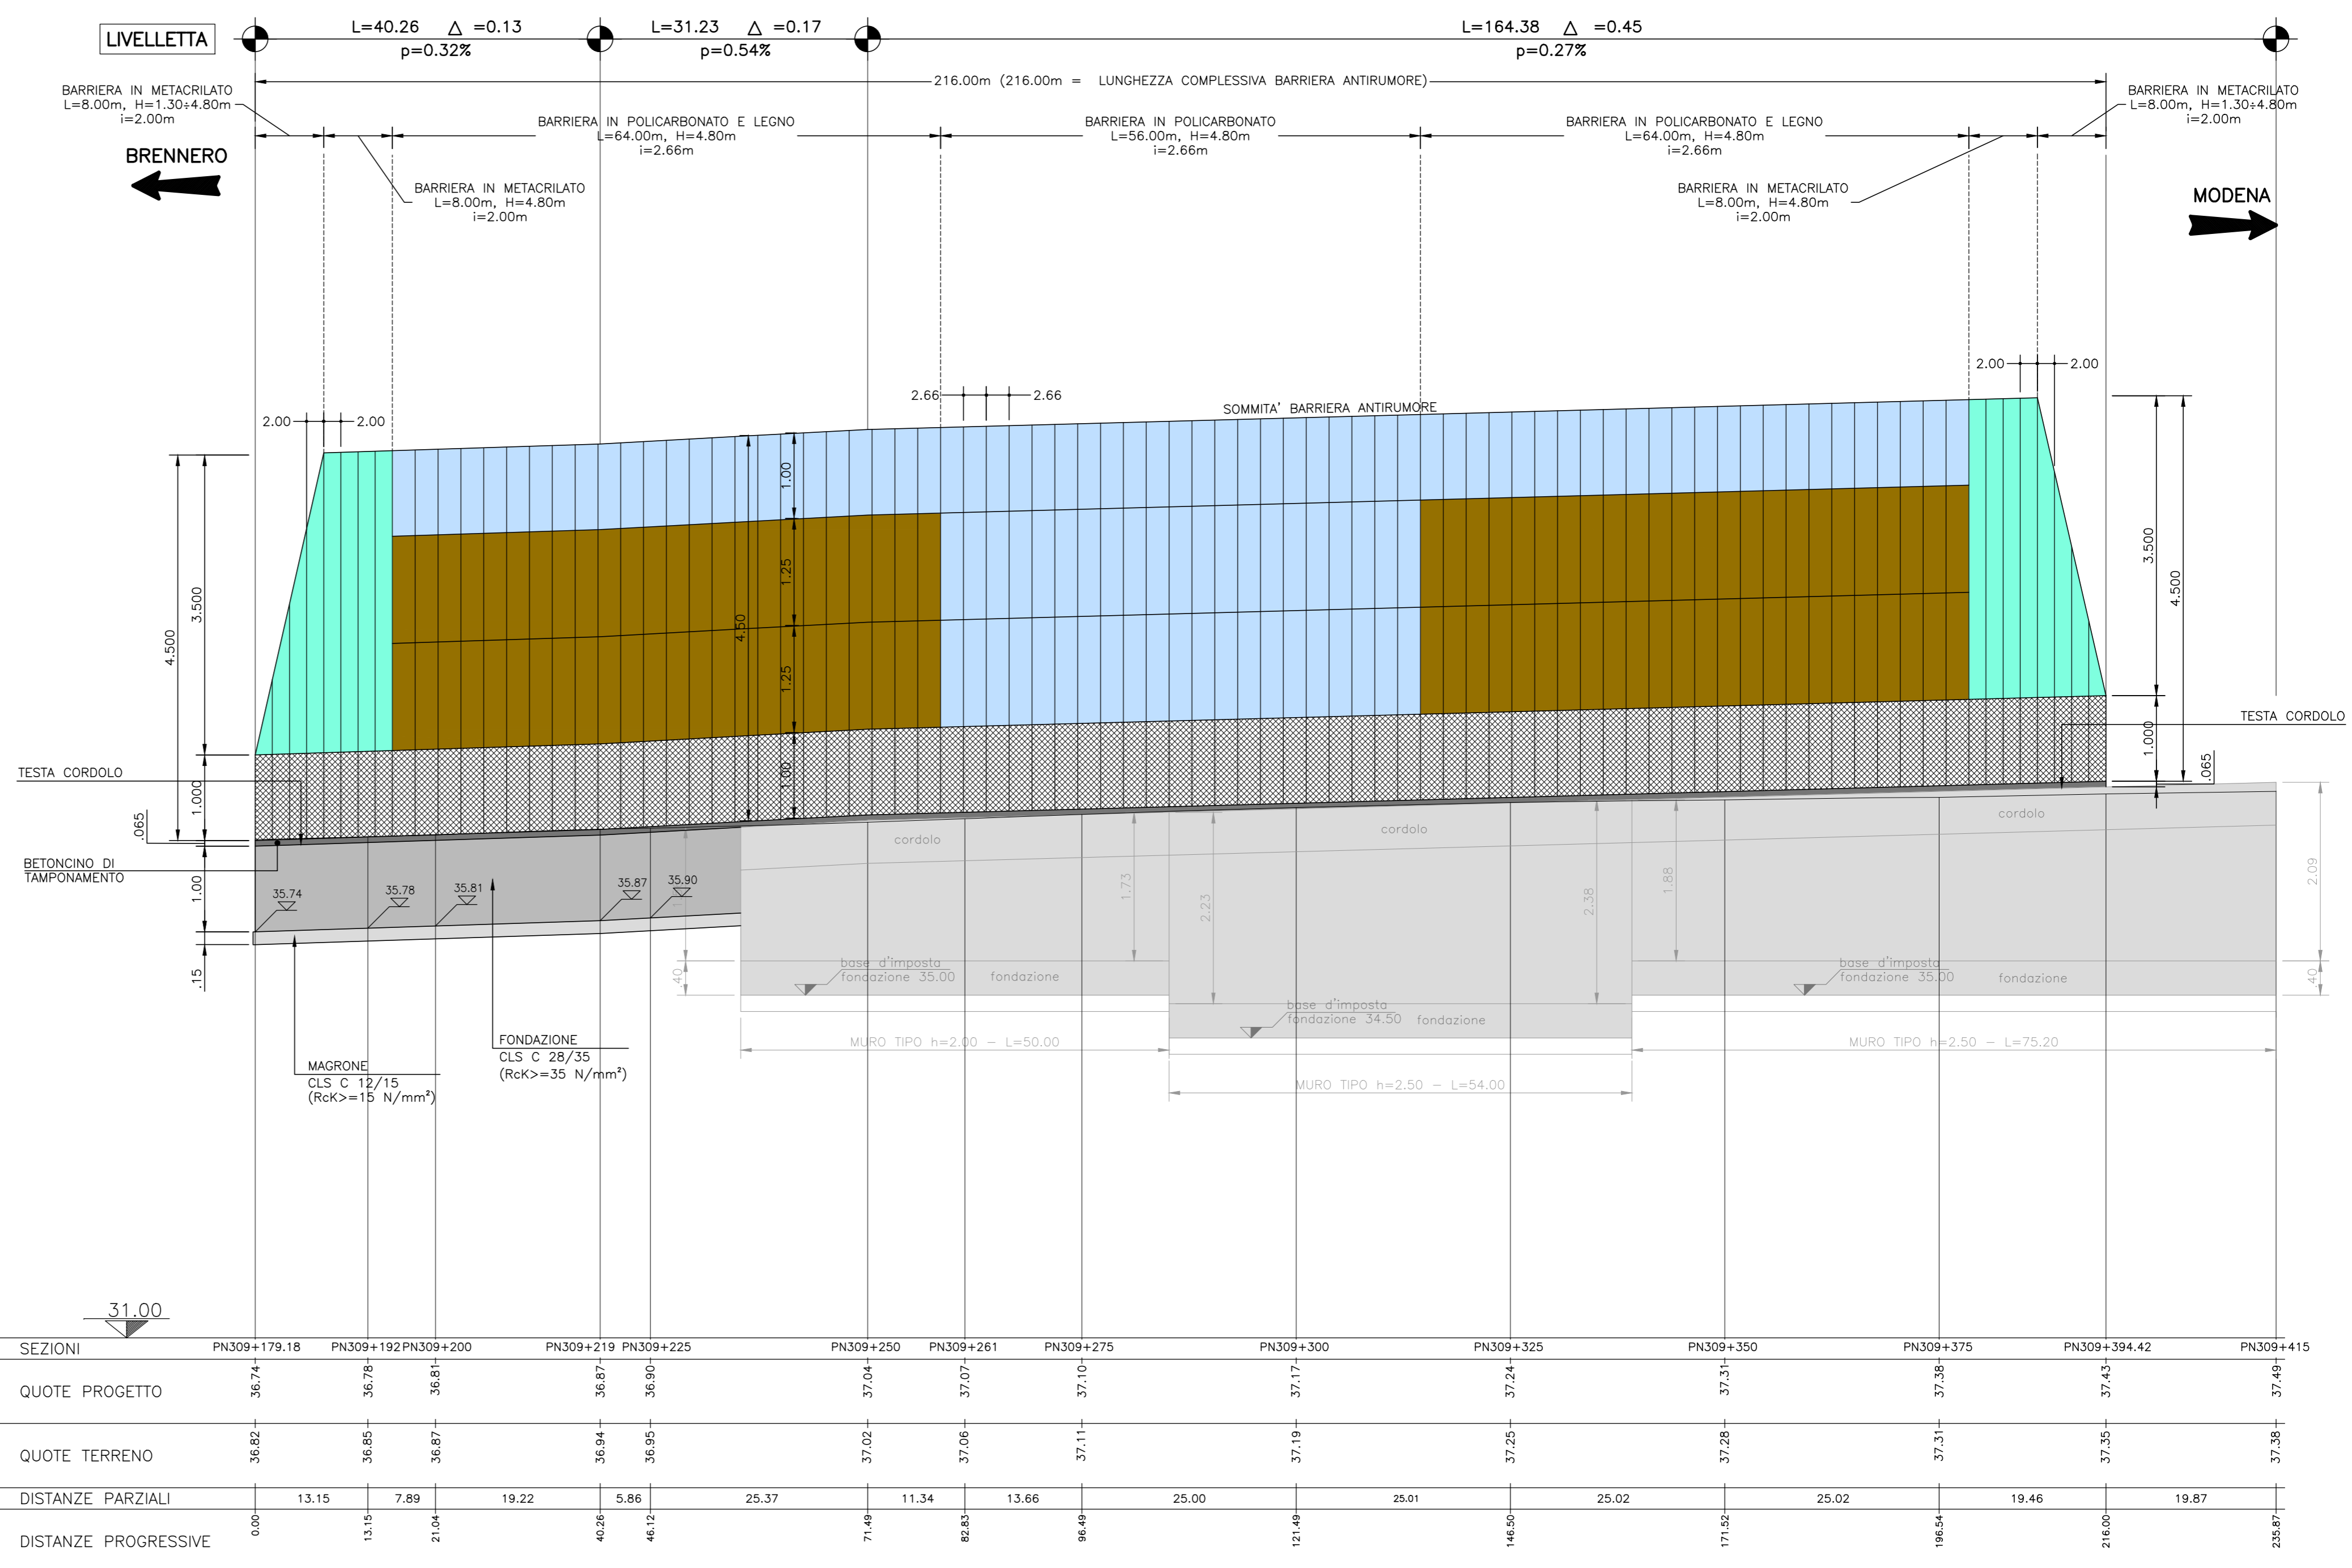 LIVELLETTA
L=40.26 Δ =0.13
p=0.32%
L=31.23 Δ =0.17
p=0.54%
L=164.38 Δ =0.45
p=0.27%
216.00m (216.00m = LUNGHEZZA COMPLESSIVA BARRIERA ANTIRUMORE)
BARRIERA IN METACRILATO
L=8.00m, H=1.30÷4.80m
i=2.00m
BARRIERA IN POLICARBONATO E LEGNO
L=64.00m, H=4.80m
i=2.66m
BARRIERA IN POLICARBONATO
L=56.00m, H=4.80m
i=2.66m
BARRIERA IN POLICARBONATO E LEGNO
L=64.00m, H=4.80m
i=2.66m
BARRIERA IN METACRILATO
L=8.00m, H=1.30÷4.80m
i=2.00m
BRENNERO
BARRIERA IN METACRILATO
L=8.00m, H=4.80m
i=2.00m
BARRIERA IN METACRILATO
L=8.00m, H=4.80m
i=2.00m
MODENA
2.00 2.00
2.66 2.66
2.00 2.00
SOMMITA' BARRIERA ANTIRUMORE
4.500
3.500
1.000
.065
1.00
.15
4.50
1.00
1.25
1.25
1.00
3.500
4.500
1.000
.065
TESTA CORDOLO
TESTA CORDOLO
BETONCINO DI
TAMPONAMENTO
35.74
35.78
35.81
35.87
35.90
cordolo
cordolo
cordolo
1.73
2.23
2.38
1.88
2.09
.40
.40
base d'imposta
fondazione 35.00 fondazione
base d'imposta
fondazione 34.50 fondazione
base d'imposta
fondazione 35.00 fondazione
MURO TIPO h=2.00 - L=50.00
MURO TIPO h=2.50 - L=54.00
MURO TIPO h=2.50 - L=75.20
FONDAZIONE
CLS C 28/35
(RcK>=35 N/mm²)
MAGRONE
CLS C 12/15
(RcK>=15 N/mm²)
31.00
SEZIONI PN309+179.18 PN309+192 PN309+200 PN309+219 PN309+225 PN309+250 PN309+261 PN309+275 PN309+300 PN309+325 PN309+350 PN309+375 PN309+394.42 PN309+415
QUOTE PROGETTO 36.74 36.78 36.81 36.87 36.90 37.04 37.07 37.10 37.17 37.24 37.31 37.38 37.43 37.49
QUOTE TERRENO 36.82 36.85 36.87 36.94 36.95 37.02 37.06 37.11 37.19 37.25 37.28 37.31 37.35 37.38
DISTANZE PARZIALI 13.15 7.89 19.22 5.86 25.37 11.34 13.66 25.00 25.01 25.02 25.02 19.46 19.87
DISTANZE PROGRESSIVE 0.00 13.15 21.04 40.26 46.12 71.49 82.83 96.49 121.49 146.50 171.52 196.54 216.00 235.87